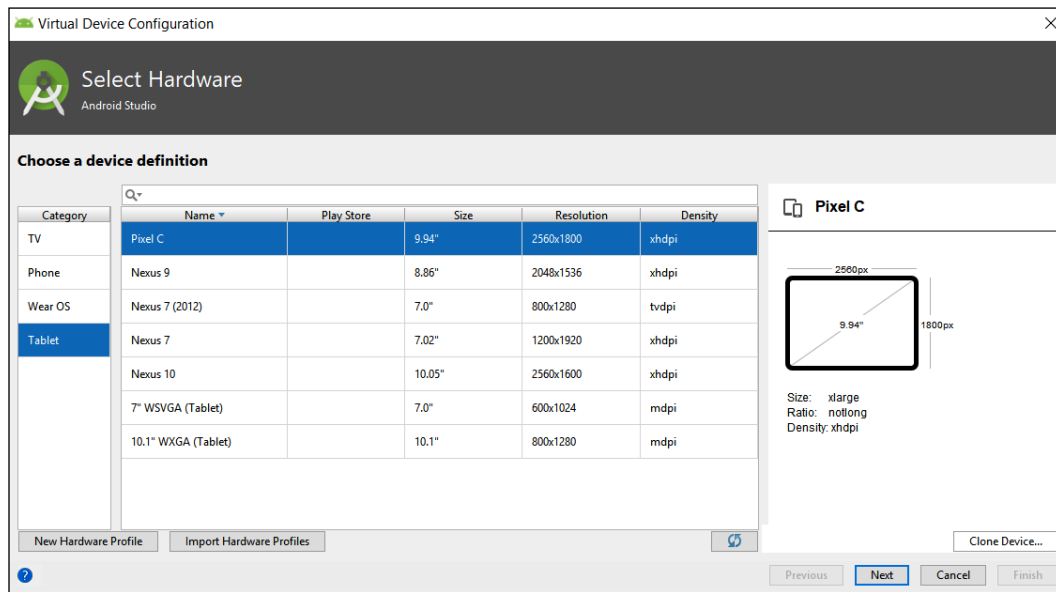 Virtual Device Configuration
Select Hardware
Android Studio
Choose a device definition
Category
TV
Phone
Wear OS
Tablet
Name Play Store Size Resolution Density
Pixel C 9.94" 2560x1800 xhdpi
Nexus 9 8.86" 2048x1536 xhdpi
Nexus 7 (2012) 7.0" 800x1280 tvdpi
Nexus 7 7.02" 1200x1920 xhdpi
Nexus 10 10.05" 2560x1600 xhdpi
7" WSVGA (Tablet) 7.0" 600x1024 mdpi
10.1" WXGA (Tablet) 10.1" 800x1280 mdpi
Pixel C
2560px
9.94"
1800px
Size: xlarge
Ratio: notlong
Density: xhdpi
New Hardware Profile Import Hardware Profiles Clone Device...
? Previous Next Cancel Finish